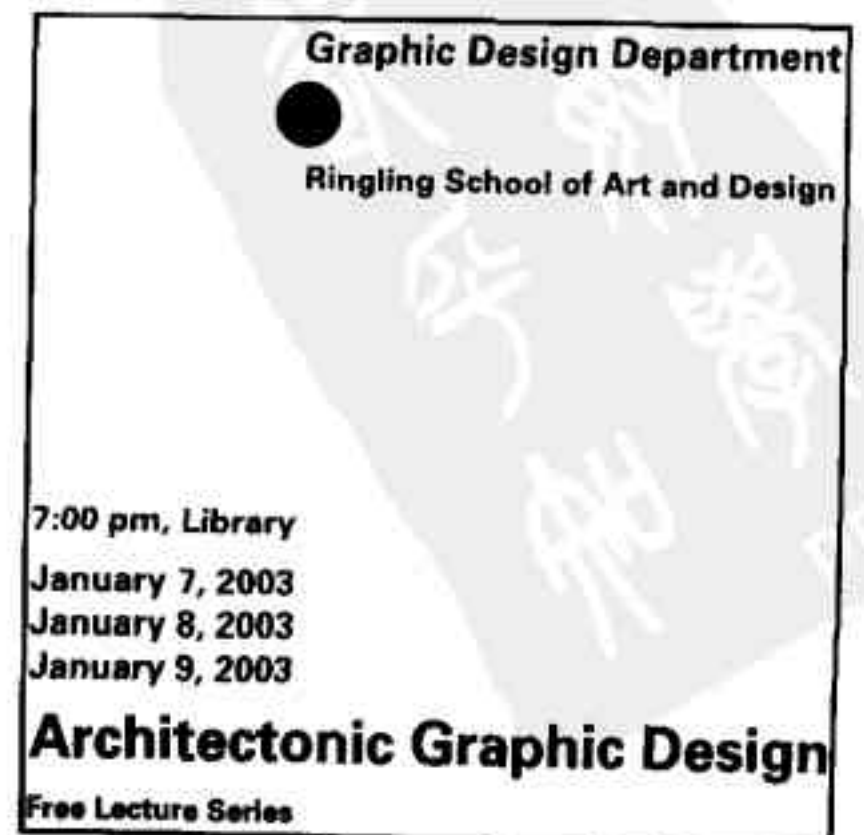 Graphic Design Department
Ringling School of Art and Design
7:00 pm, Library
January 7, 2003
January 8, 2003
January 9, 2003
Architectonic Graphic Design
Free Lecture Series